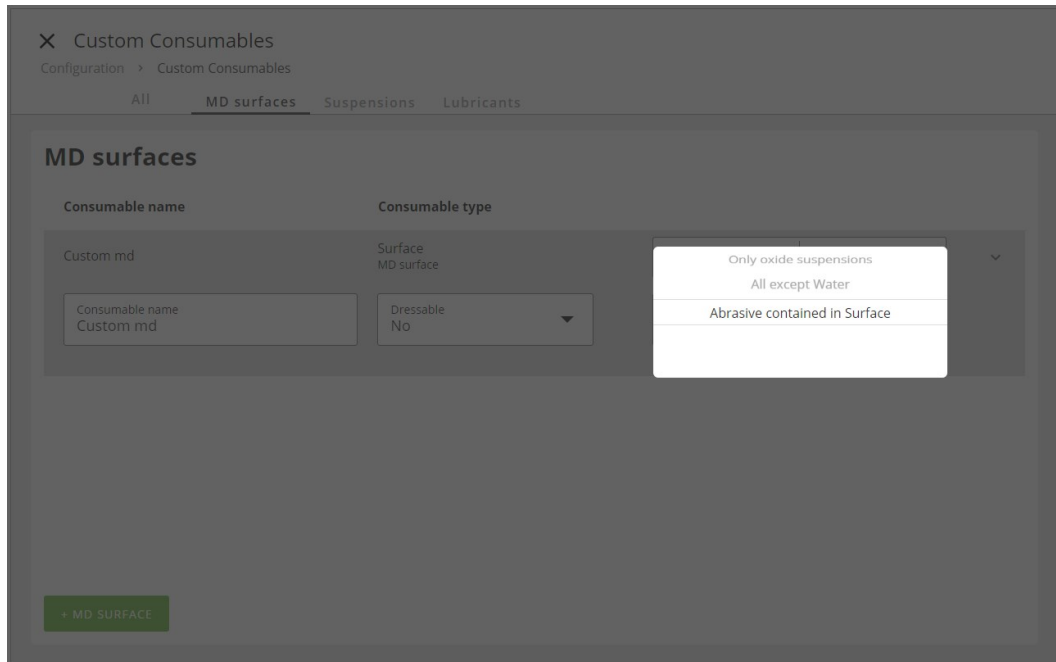 Custom Consumables
Configuration > Custom Consumables
All MD surfaces Suspensions Lubricants
MD surfaces
Consumable name Consumable type
Custom md
Surface
MD surface
Only oxide suspensions
All except Water
Abrasive contained in Surface
Consumable name
Custom md
Dressable
No
+ MD SURFACE